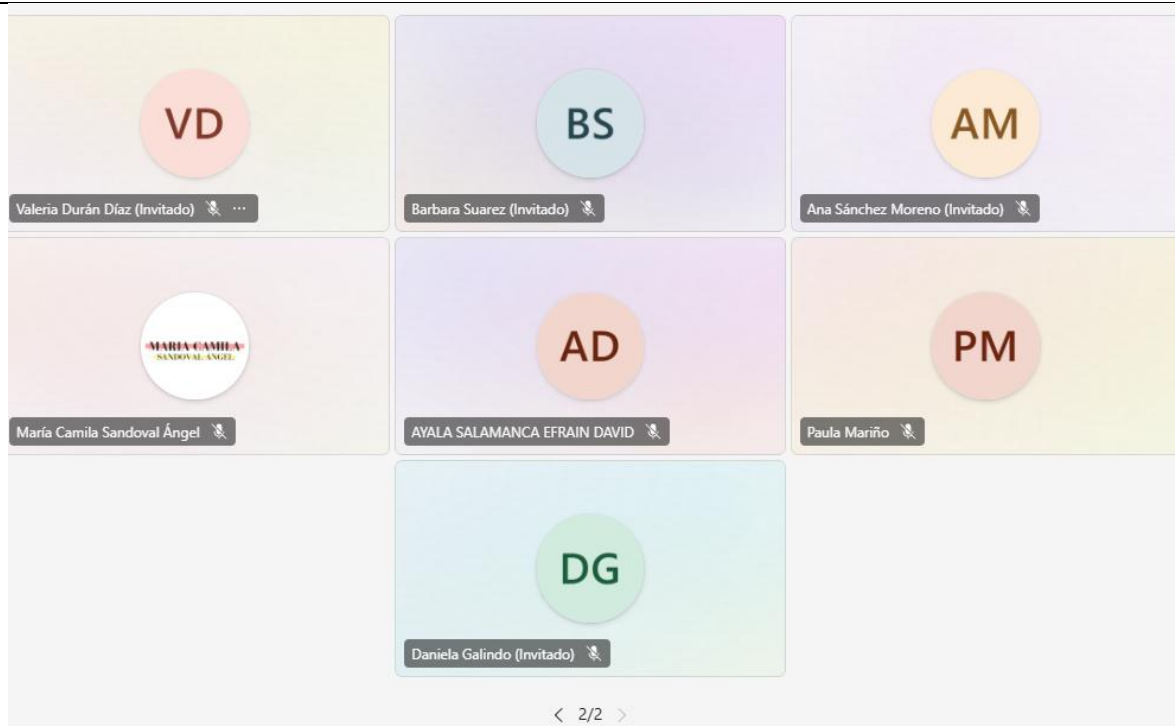 VD
Valeria Durán Díaz (Invitado) ...
BS
Barbara Suarez (Invitado)
AM
Ana Sánchez Moreno (Invitado)
MARIA CAMILA
SANDOVAL ANGEL
María Camila Sandoval Ángel
AD
AYALA SALAMANCA EFRAIN DAVID
PM
Paula Mariño
DG
Daniela Galindo (Invitado)
< 2/2 >